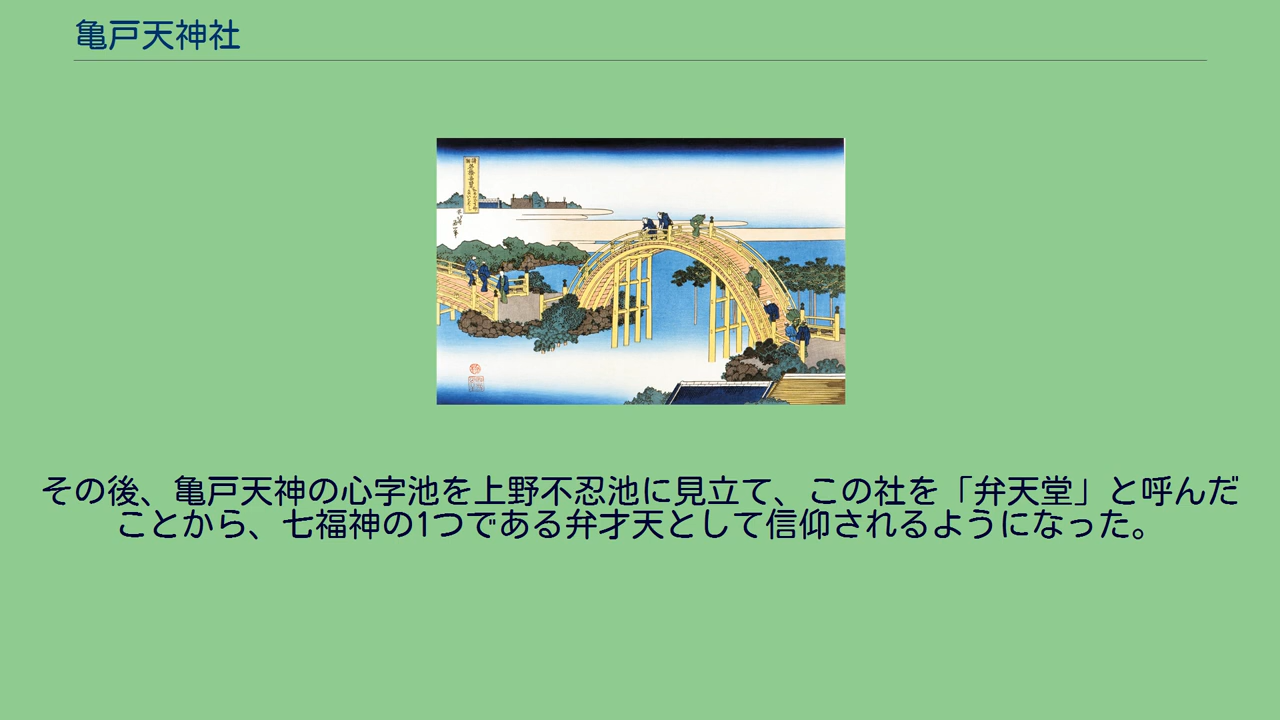 亀戸天神社
その後、亀戸天神の心字池を上野不忍池に見立て、この社を「弁天堂」と呼んだ
ことから、七福神の1つである弁才天として信仰されるようになった。